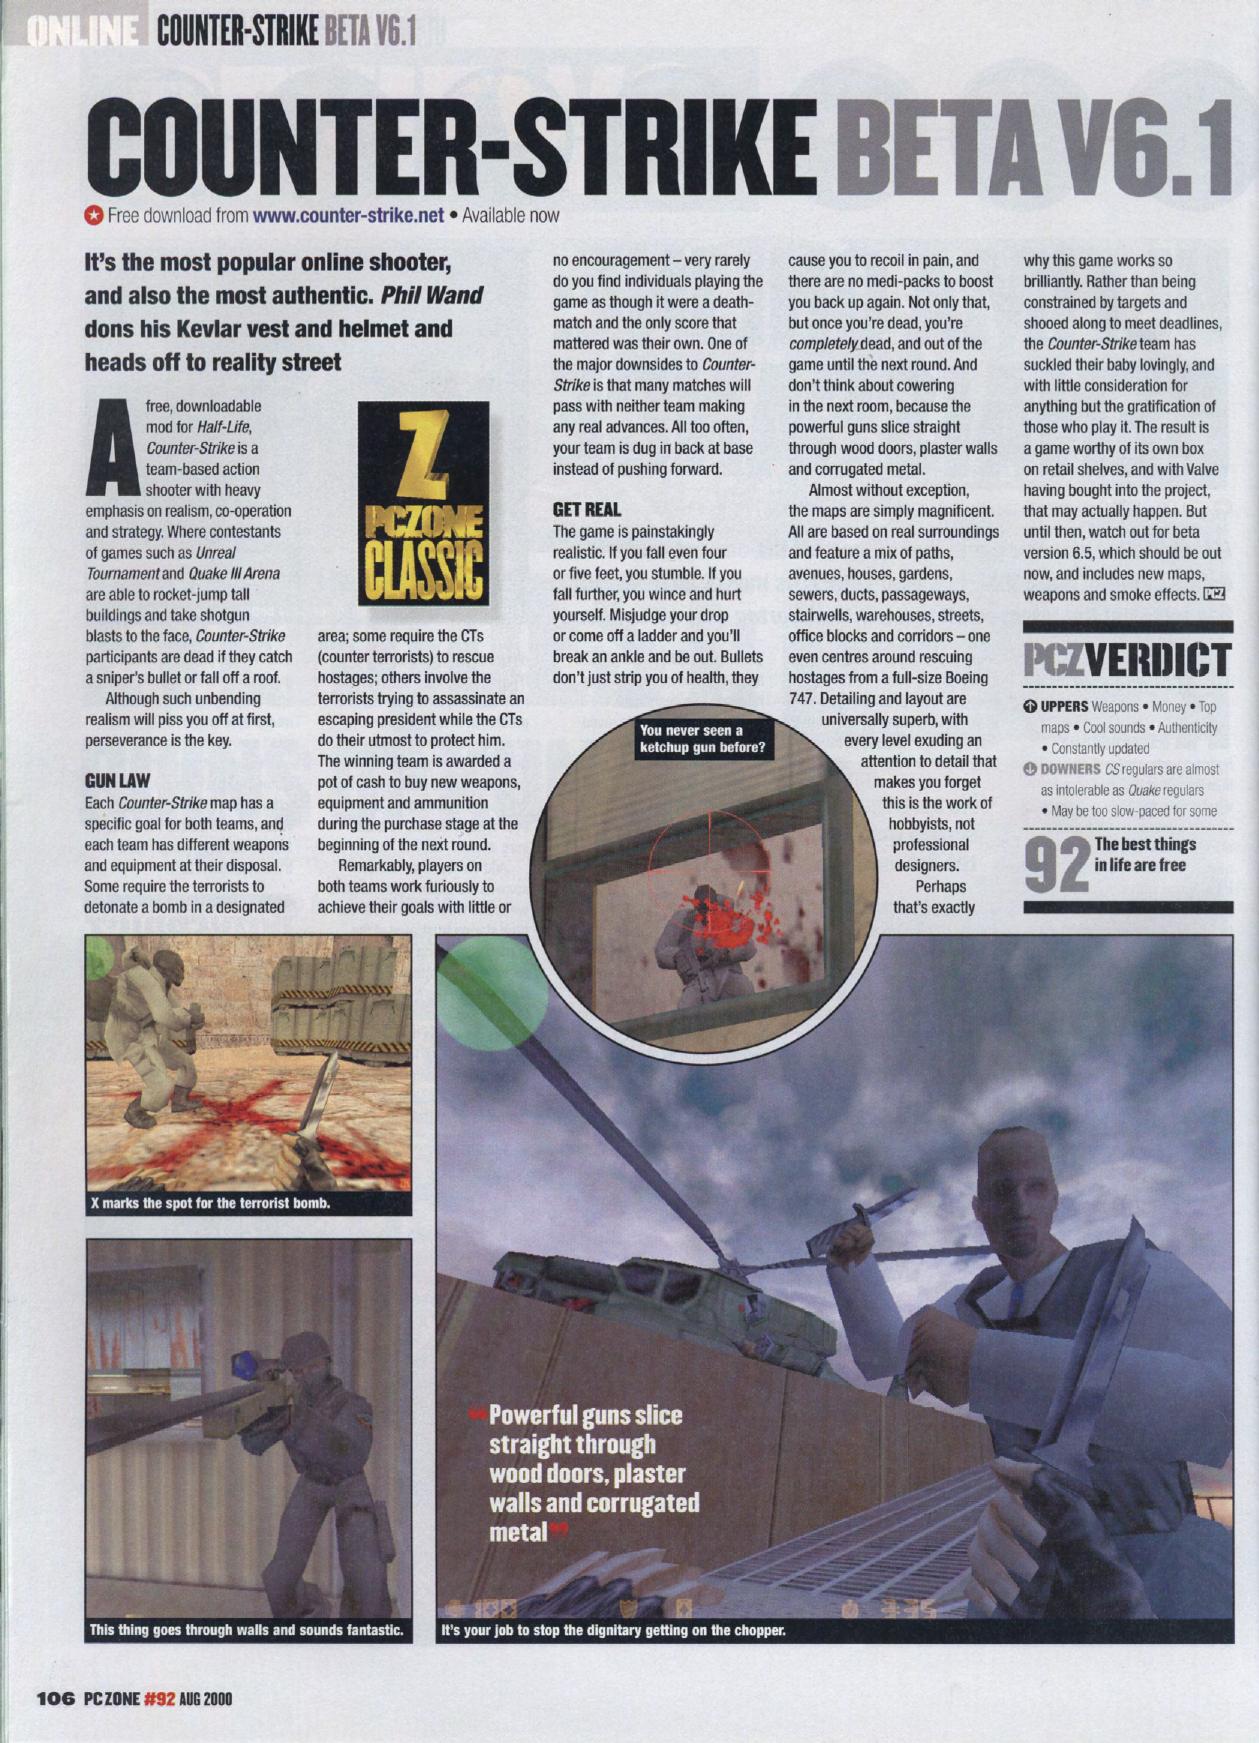 ONLINE COUNTER-STRIKE BETA V6.1
COUNTER-STRIKE BETA V6.1
Free download from www.counter-strike.net • Available now
It's the most popular online shooter,
and also the most authentic. Phil Wand
dons his Kevlar vest and helmet and
heads off to reality street
A free, downloadable
mod for Half-Life,
Counter-Strike is a
team-based action
shooter with heavy
emphasis on realism, co-operation
and strategy. Where contestants
of games such as Unreal
Tournament and Quake III Arena
are able to rocket-jump tall
buildings and take shotgun
blasts to the face, Counter-Strike
participants are dead if they catch
a sniper's bullet or fall off a roof.
Although such unbending
realism will piss you off at first,
perseverance is the key.
GUN LAW
Each Counter-Strike map has a
specific goal for both teams, and
each team has different weapons
and equipment at their disposal.
Some require the terrorists to
detonate a bomb in a designated
Z
PCZONE
CLASSIC
area; some require the CTs
(counter terrorists) to rescue
hostages; others involve the
terrorists trying to assassinate an
escaping president while the CTs
do their utmost to protect him.
The winning team is awarded a
pot of cash to buy new weapons,
equipment and ammunition
during the purchase stage at the
beginning of the next round.
Remarkably, players on
both teams work furiously to
achieve their goals with little or
no encouragement – very rarely
do you find individuals playing the
game as though it were a death-
match and the only score that
mattered was their own. One of
the major downsides to Counter-
Strike is that many matches will
pass with neither team making
any real advances. All too often,
your team is dug in back at base
instead of pushing forward.
GET REAL
The game is painstakingly
realistic. If you fall even four
or five feet, you stumble. If you
fall further, you wince and hurt
yourself. Misjudge your drop
or come off a ladder and you'll
break an ankle and be out. Bullets
don't just strip you of health, they
cause you to recoil in pain, and
there are no medi-packs to boost
you back up again. Not only that,
but once you're dead, you're
completely dead, and out of the
game until the next round. And
don't think about cowering
in the next room, because the
powerful guns slice straight
through wood doors, plaster walls
and corrugated metal.
Almost without exception,
the maps are simply magnificent.
All are based on real surroundings
and feature a mix of paths,
avenues, houses, gardens,
sewers, ducts, passageways,
stairwells, warehouses, streets,
office blocks and corridors – one
even centres around rescuing
hostages from a full-size Boeing
747. Detailing and layout are
universally superb, with
every level exuding an
attention to detail that
makes you forget
this is the work of
hobbyists, not
professional
designers.
Perhaps
that's exactly
why this game works so
brilliantly. Rather than being
constrained by targets and
shooed along to meet deadlines,
the Counter-Strike team has
suckled their baby lovingly, and
with little consideration for
anything but the gratification of
those who play it. The result is
a game worthy of its own box
on retail shelves, and with Valve
having bought into the project,
that may actually happen. But
until then, watch out for beta
version 6.5, which should be out
now, and includes new maps,
weapons and smoke effects. PCZ
PCZVERDICT
UPPERS Weapons • Money • Top
maps • Cool sounds • Authenticity
• Constantly updated
DOWNERS CS regulars are almost
as intolerable as Quake regulars
• May be too slow-paced for some
92 The best things
in life are free
You never seen a
ketchup gun before?
X marks the spot for the terrorist bomb.
This thing goes through walls and sounds fantastic.
"Powerful guns slice
straight through
wood doors, plaster
walls and corrugated
metal"
100 0 3:35
It's your job to stop the dignitary getting on the chopper.
106 PC ZONE #92 AUG 2000